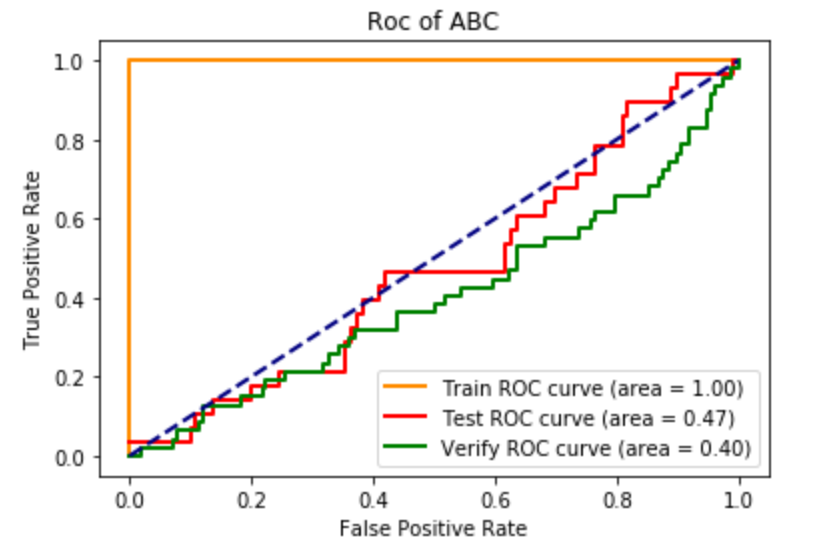 Roc of ABC
True Positive Rate
1.0
0.8
0.6
0.4
0.2
0.0
Train ROC curve (area = 1.00)
Test ROC curve (area = 0.47)
Verify ROC curve (area = 0.40)
0.0 0.2 0.4 0.6 0.8 1.0
False Positive Rate